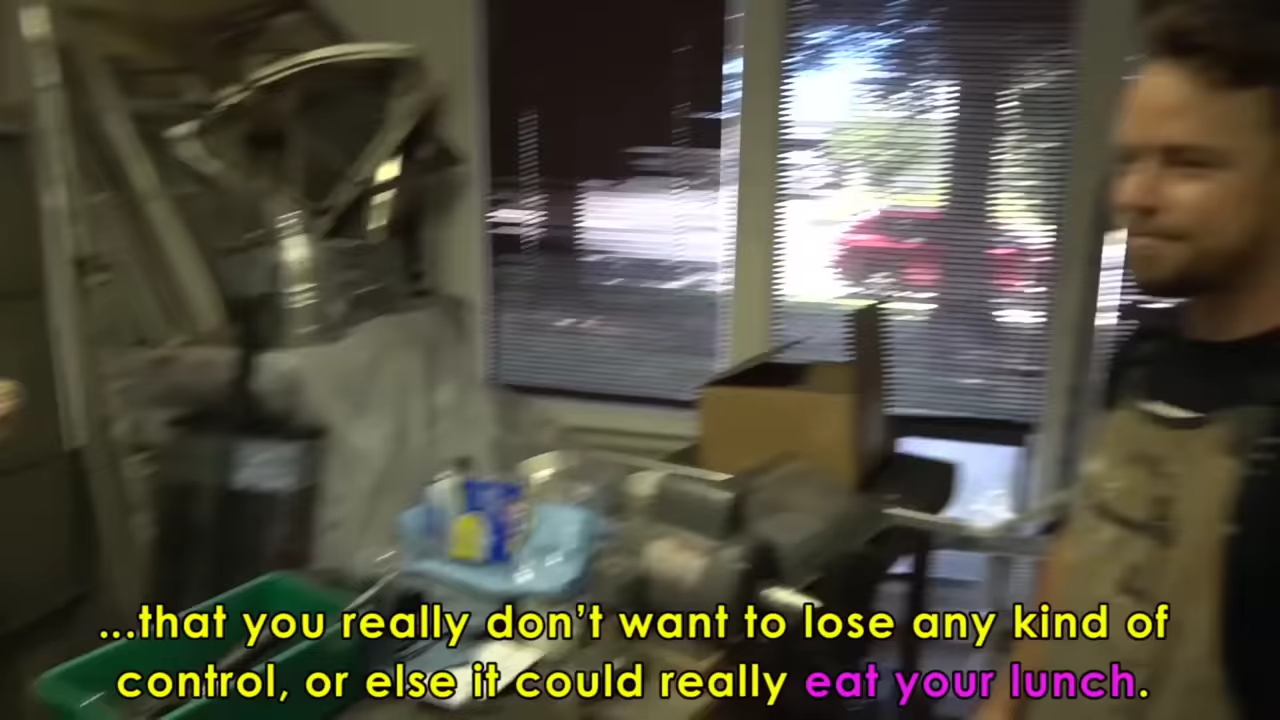 ...that you really don't want to lose any kind of
control, or else it could really eat your lunch.